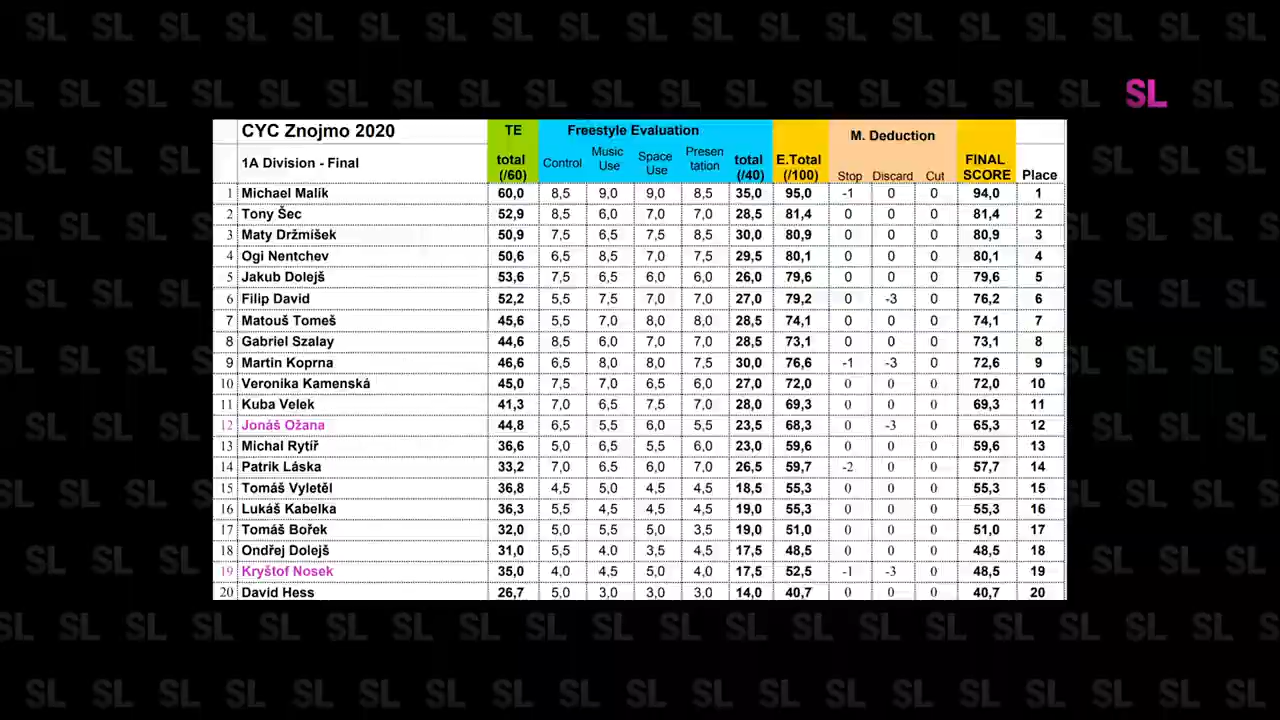 SL
CYC Znojmo 2020 TE Freestyle Evaluation M. Deduction
1A Division - Final total (/60) Control Music Use Space Use Presen tation total (/40) E.Total (/100) Stop Discard Cut FINAL SCORE Place
1 Michael Malík 60,0 8,5 9,0 9,0 8,5 35,0 95,0 -1 0 0 94,0 1
2 Tony Šec 52,9 8,5 6,0 7,0 7,0 28,5 81,4 0 0 0 81,4 2
3 Maty Držmíšek 50,9 7,5 6,5 7,5 8,5 30,0 80,9 0 0 0 80,9 3
4 Ogi Nentchev 50,6 6,5 8,5 7,0 7,5 29,5 80,1 0 0 0 80,1 4
5 Jakub Dolejš 53,6 7,5 6,5 6,0 6,0 26,0 79,6 0 0 0 79,6 5
6 Filip David 52,2 5,5 7,5 7,0 7,0 27,0 79,2 0 -3 0 76,2 6
7 Matouš Tomeš 45,6 5,5 7,0 8,0 8,0 28,5 74,1 0 0 0 74,1 7
8 Gabriel Szalay 44,6 8,5 6,0 7,0 7,0 28,5 73,1 0 0 0 73,1 8
9 Martin Koprna 46,6 6,5 8,0 8,0 7,5 30,0 76,6 -1 -3 0 72,6 9
10 Veronika Kamenská 45,0 7,5 7,0 6,5 6,0 27,0 72,0 0 0 0 72,0 10
11 Kuba Velek 41,3 7,0 6,5 7,5 7,0 28,0 69,3 0 0 0 69,3 11
12 Jonáš Ožana 44,8 6,5 5,5 6,0 5,5 23,5 68,3 0 -3 0 65,3 12
13 Michal Rytíř 36,6 5,0 6,5 5,5 6,0 23,0 59,6 0 0 0 59,6 13
14 Patrik Láska 33,2 7,0 6.5 6,0 7,0 26,5 59,7 -2 0 0 57,7 14
15 Tomáš Vyletěl 36,8 4,5 5,0 4,5 4,5 18,5 55,3 0 0 0 55,3 15
16 Lukáš Kabelka 36,3 5,5 4,5 4,5 4,5 19,0 55,3 0 0 0 55,3 16
17 Tomáš Bořek 32,0 5,0 5,5 5,0 3,5 19,0 51,0 0 0 0 51,0 17
18 Ondřej Dolejš 31,0 5,5 4.0 3,5 4,5 17,5 48,5 0 0 0 48,5 18
19 Kryštof Nosek 35,0 4,0 4,5 5,0 4,0 17,5 52,5 -1 -3 0 48,5 19
20 David Hess 26,7 5,0 3,0 3,0 3,0 14,0 40,7 0 0 0 40,7 20